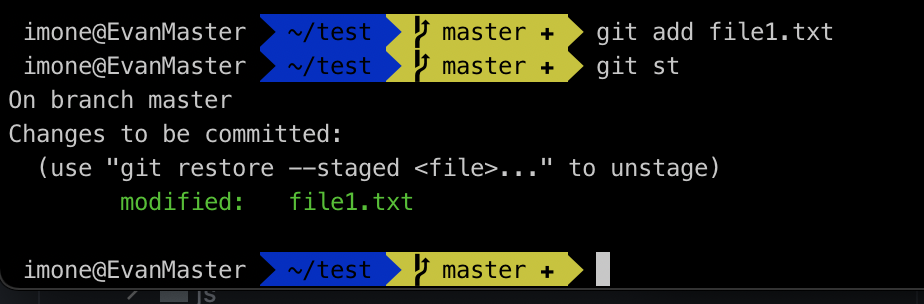 imone@EvanMaster ~/test master + git add file1.txt
imone@EvanMaster ~/test master + git st
On branch master
Changes to be committed:
(use "git restore --staged <file>..." to unstage)
modified: file1.txt
imone@EvanMaster ~/test master +
js